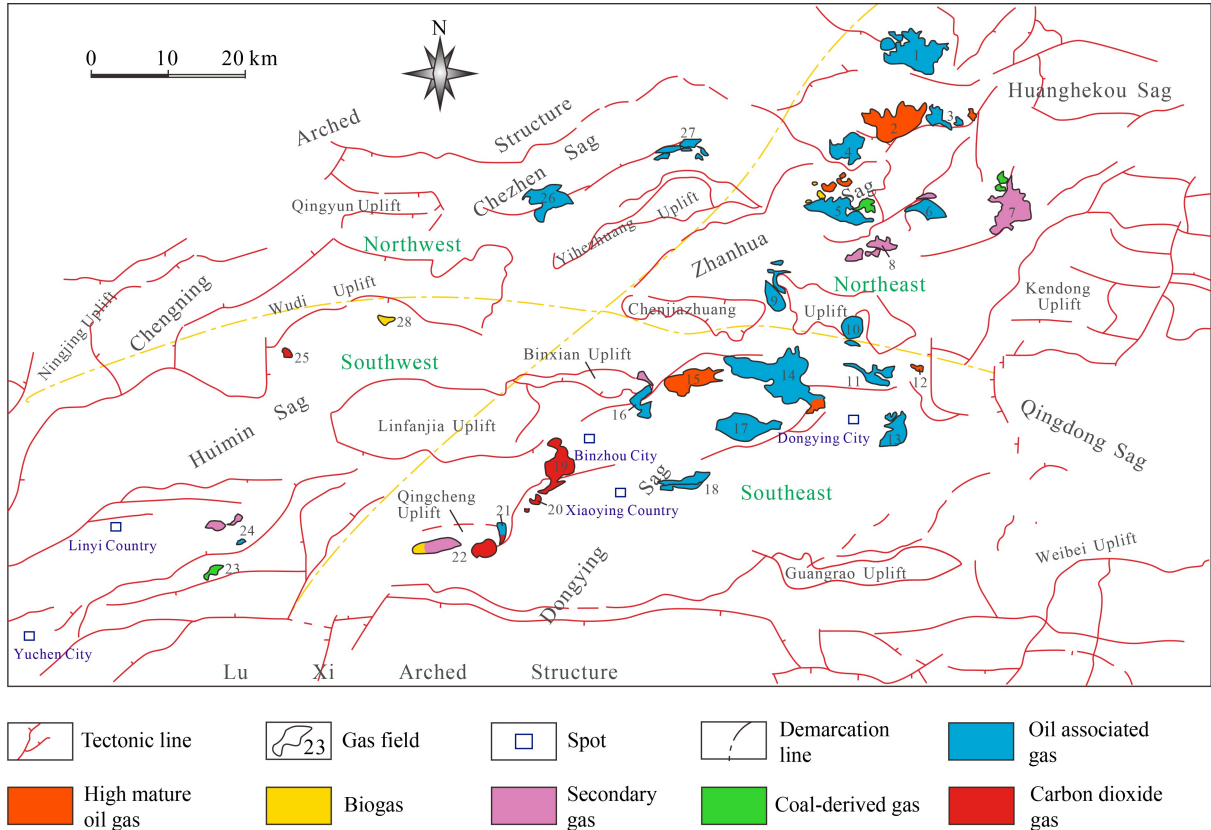 0 10 20 km
1
Huanghekou Sag
Arched Structure
Sag
2
3
27
4
Chezhen
26
Sag
Qingyun Uplift
5
6
7
Yihezhuang Uplift
Northwest
8
Zhanhua
Northeast
9
Kendong
Uplift
Wudi Uplift
Chengning
Ningjing Uplift
28
Chenjiazhuang
Uplift
10
25
Southwest
Binxian Uplift
14
11
12
15
16
Huimin Sag
Linfanjia Uplift
17
Dongying City
13
Qingdong Sag
Binzhou City
19
Sag
18
Southeast
20
Xiaoying Country
Qingcheng
Uplift
21
22
24
Linyi Country
23
Dongying
Guangrao Uplift
Weibei Uplift
Yuchen City
Lu Xi Arched Structure
Tectonic line
23
Gas field
Spot
Demarcation
line
Oil associated
gas
High mature
oil gas
Biogas
Secondary
gas
Coal-derived gas
Carbon dioxide
gas